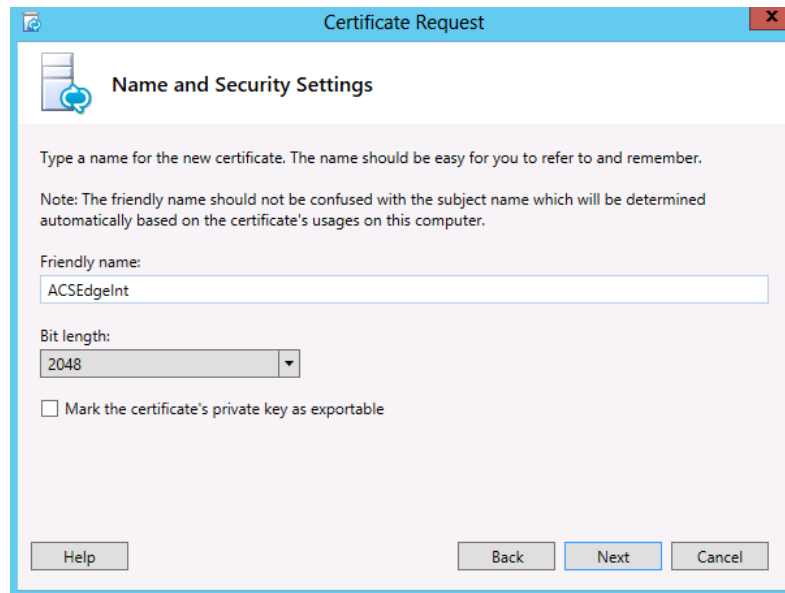 Certificate Request
x
Name and Security Settings
Type a name for the new certificate. The name should be easy for you to refer to and remember.
Note: The friendly name should not be confused with the subject name which will be determined
automatically based on the certificate's usages on this computer.
Friendly name:
ACSEdgeInt
Bit length:
2048
Mark the certificate's private key as exportable
Help Back Next Cancel